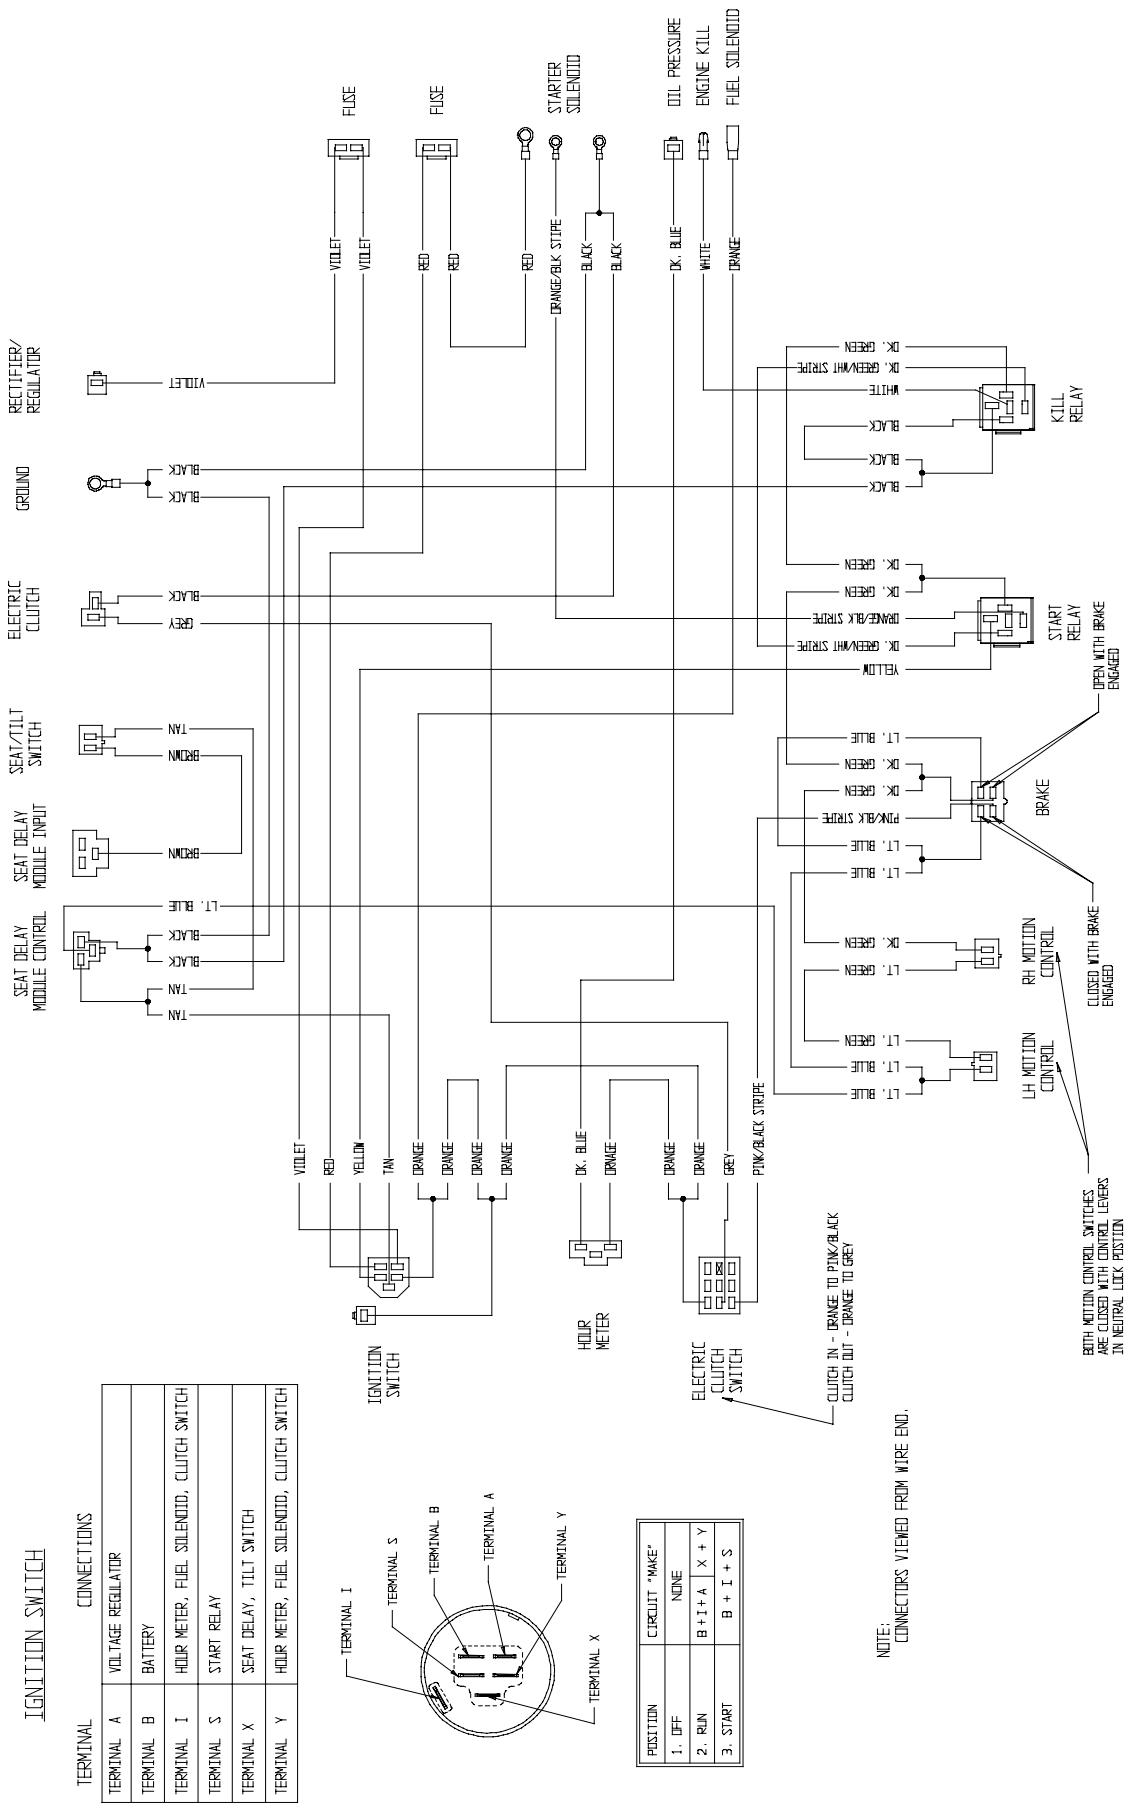 IGNITION SWITCH
TERMINAL CONNECTIONS
TERMINAL A VOLTAGE REGULATOR
TERMINAL B BATTERY
TERMINAL I HOUR METER, FUEL SOLENOID, CLUTCH SWITCH
TERMINAL S START RELAY
TERMINAL X SEAT DELAY, TILT SWITCH
TERMINAL Y HOUR METER, FUEL SOLENOID, CLUTCH SWITCH
TERMINAL I
TERMINAL S
TERMINAL B
TERMINAL A
TERMINAL Y
TERMINAL X
POSITION CIRCUIT "MAKE"
1. OFF NONE
2. RUN B+I+A X + Y
3. START B + I + S
NOTE:
CONNECTORS VIEWED FROM WIRE END.
IGNITION
SWITCH
HOUR
METER
ELECTRIC
CLUTCH
SWITCH
CLUTCH IN - ORANGE TO PINK/BLACK
CLUTCH OUT - ORANGE TO GREY
BOTH MOTION CONTROL SWITCHES
ARE CLOSED WITH CONTROL LEVERS
IN NEUTRAL LOCK POSTION
VIOLET
RED
YELLOW
TAN
ORANGE
ORANGE
ORANGE
ORANGE
DK. BLUE
ORNAGE
ORANGE
ORANGE
GREY
PINK/BLACK STRIPE
SEAT DELAY
MODULE CONTROL
SEAT DELAY
MODULE INPUT
SEAT/TILT
SWITCH
ELECTRIC
CLUTCH
GROUND
RECTIFIER/
REGULATOR
TAN
TAN
BLACK
BLACK
LT. BLUE
BROWN
BROWN
TAN
GREY
BLACK
BLACK
BLACK
VIOLET
FUSE
FUSE
STARTER
SOLENOID
OIL PRESSURE
ENGINE KILL
FUEL SOLENOID
VIOLET
VIOLET
RED
RED
RED
ORANGE/BLK STIPE
BLACK
BLACK
DK. BLUE
WHITE
ORANGE
LT. BLUE
LT. BLUE
LT. GREEN
LT. GREEN
DK. GREEN
LT. BLUE
LT. BLUE
PINK/BLK STRIPE
DK. GREEN
DK. GREEN
LT. BLUE
YELLOW
DK. GREEN/WHT STRIPE
ORANGE/BLK STRIPE
DK. GREEN
DK. GREEN
BLACK
BLACK
BLACK
WHITE
DK. GREEN/WHT STRIPE
DK. GREEN
LH MOTION
CONTROL
RH MOTION
CONTROL
BRAKE
START
RELAY
KILL
RELAY
CLOSED WITH BRAKE
ENGAGED
OPEN WITH BRAKE
ENGAGED